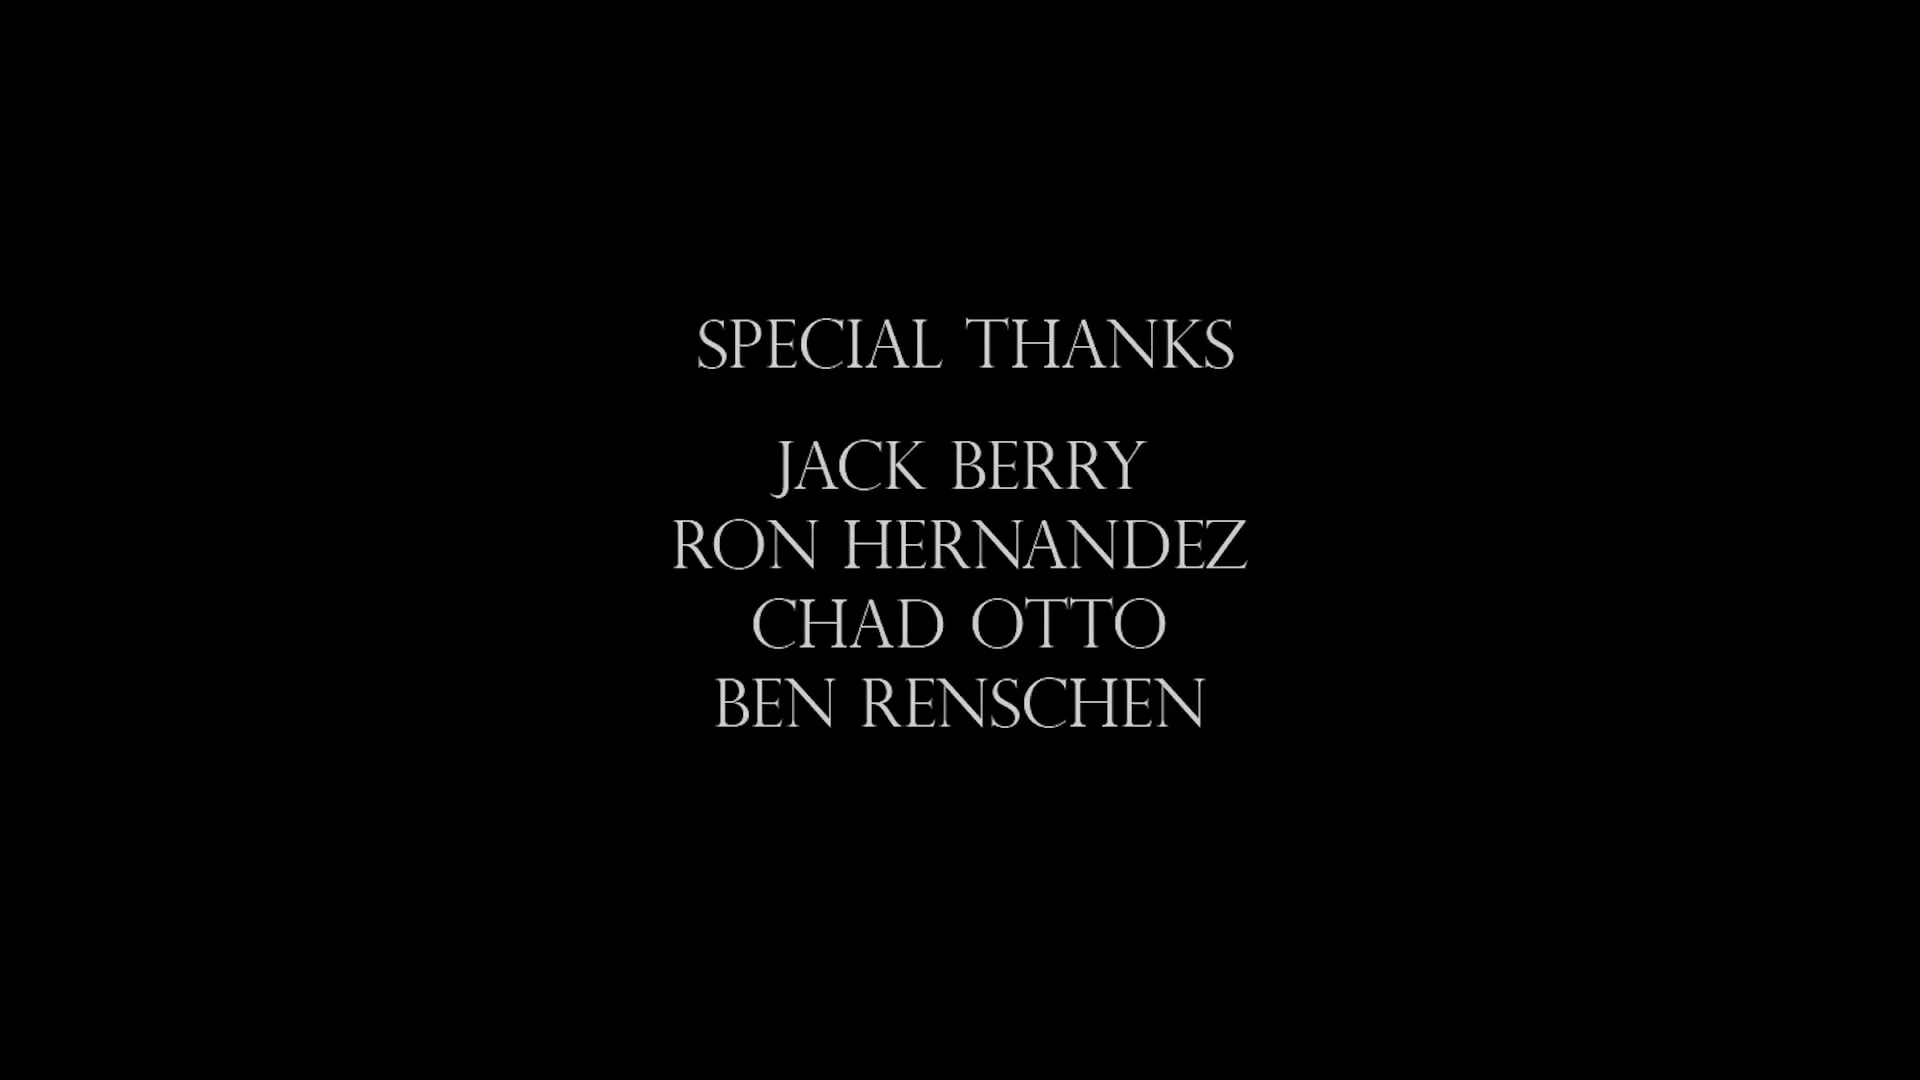 SPECIAL THANKS
JACK BERRY
RON HERNANDEZ
CHAD OTTO
BEN RENSCHEN